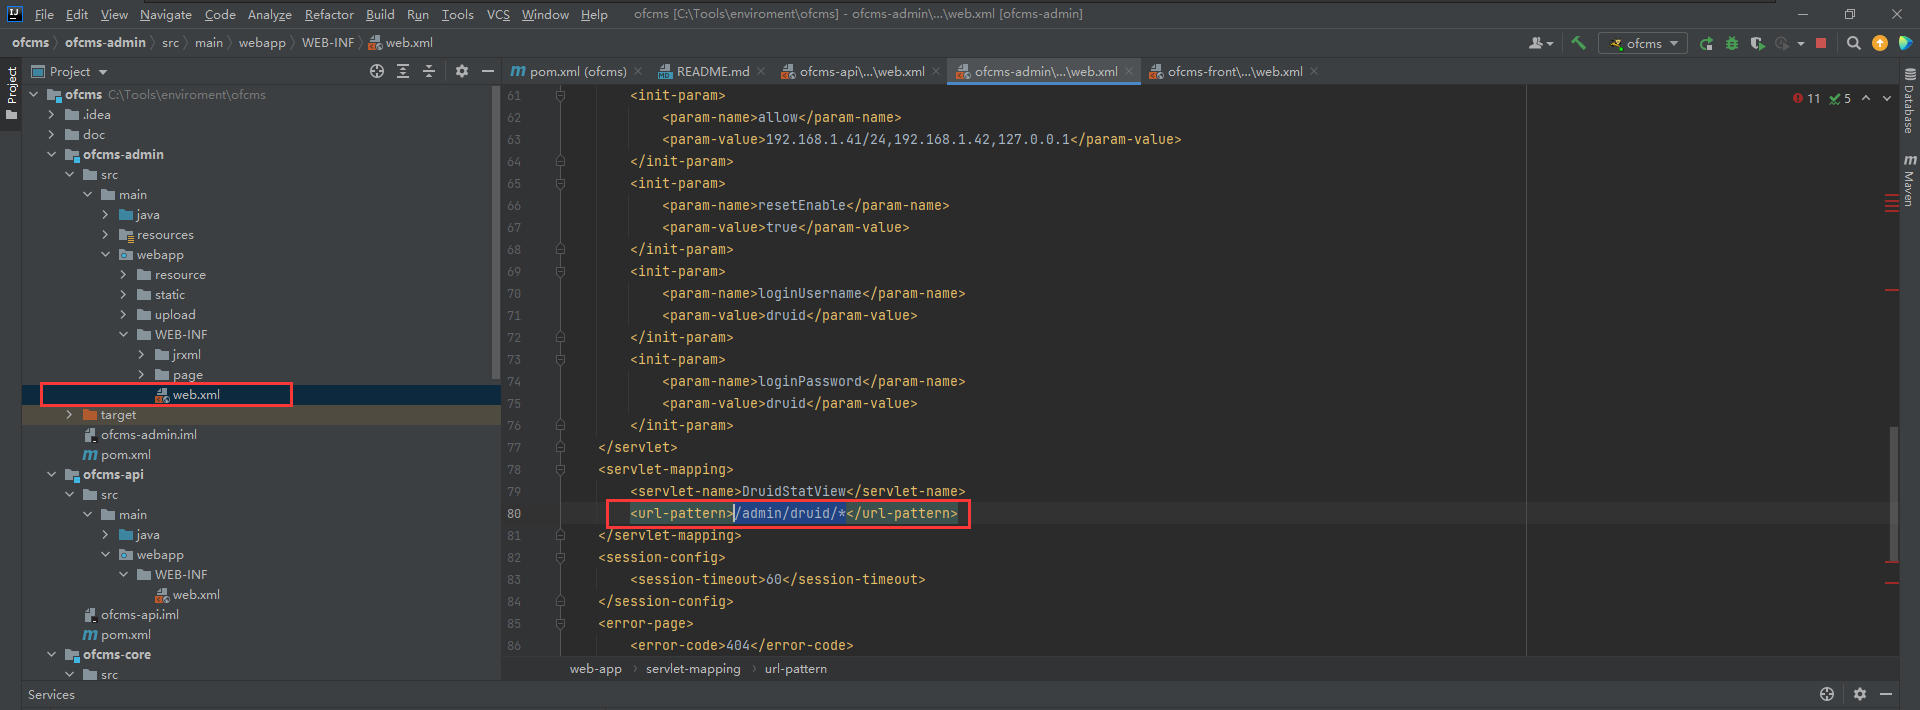 File Edit View Navigate Code Analyze Refactor Build Run Tools VCS Window Help ofcms [C:\Tools\enviroment\ofcms] - ofcms-admin\...\web.xml [ofcms-admin]
ofcms ofcms-admin src main webapp WEB-INF web.xml ofcms
Project
Project
ofcms C:\Tools\enviroment\ofcms
.idea
doc
ofcms-admin
src
main
java
resources
webapp
resource
static
upload
WEB-INF
jrxml
page
web.xml
target
ofcms-admin.iml
pom.xml
ofcms-api
src
main
java
webapp
WEB-INF
web.xml
ofcms-api.iml
pom.xml
ofcms-core
src
pom.xml (ofcms) README.md ofcms-api\...\web.xml ofcms-admin\...\web.xml ofcms-front\...\web.xml
11 5
61 <init-param>
62 <param-name>allow</param-name>
63 <param-value>192.168.1.41/24,192.168.1.42,127.0.0.1</param-value>
64 </init-param>
65 <init-param>
66 <param-name>resetEnable</param-name>
67 <param-value>true</param-value>
68 </init-param>
69 <init-param>
70 <param-name>loginUsername</param-name>
71 <param-value>druid</param-value>
72 </init-param>
73 <init-param>
74 <param-name>loginPassword</param-name>
75 <param-value>druid</param-value>
76 </init-param>
77 </servlet>
78 <servlet-mapping>
79 <servlet-name>DruidStatView</servlet-name>
80 <url-pattern>/admin/druid/*</url-pattern>
81 </servlet-mapping>
82 <session-config>
83 <session-timeout>60</session-timeout>
84 </session-config>
85 <error-page>
86 <error-code>404</error-code>
web-app servlet-mapping url-pattern
Database
Maven
Services